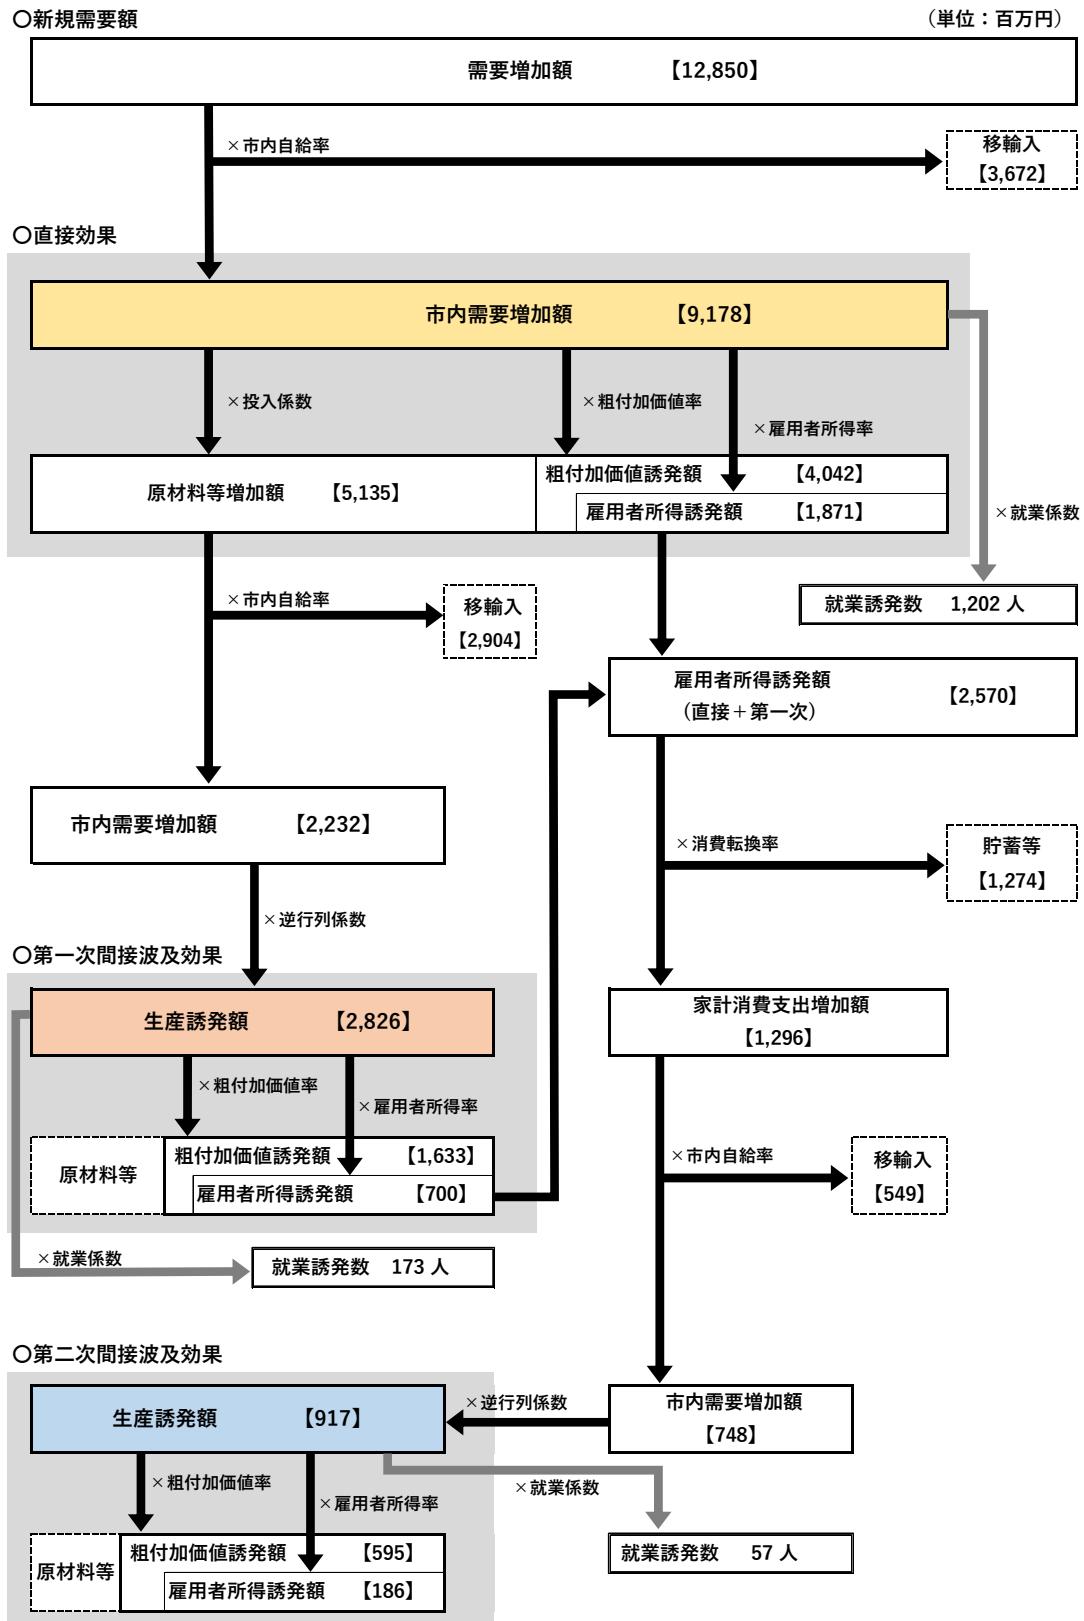 〇新規需要額
（単位：百万円）
需要増加額 【12,850】
×市内自給率
移輸入
【3,672】
〇直接効果
市内需要増加額 【9,178】
×投入係数
×粗付加価値率
×雇用者所得率
原材料等増加額 【5,135】
粗付加価値誘発額 【4,042】
雇用者所得誘発額 【1,871】
×就業係数
就業誘発数 1,202 人
×市内自給率
移輸入
【2,904】
雇用者所得誘発額
（直接＋第一次）
【2,570】
市内需要増加額 【2,232】
×消費転換率
貯蓄等
【1,274】
×逆行列係数
〇第一次間接波及効果
生産誘発額 【2,826】
家計消費支出増加額
【1,296】
×粗付加価値率
×雇用者所得率
原材料等
粗付加価値誘発額 【1,633】
雇用者所得誘発額 【700】
×市内自給率
移輸入
【549】
×就業係数
就業誘発数 173 人
〇第二次間接波及効果
生産誘発額 【917】
×逆行列係数
市内需要増加額
【748】
×粗付加価値率
×雇用者所得率
×就業係数
原材料等
粗付加価値誘発額 【595】
雇用者所得誘発額 【186】
就業誘発数 57 人